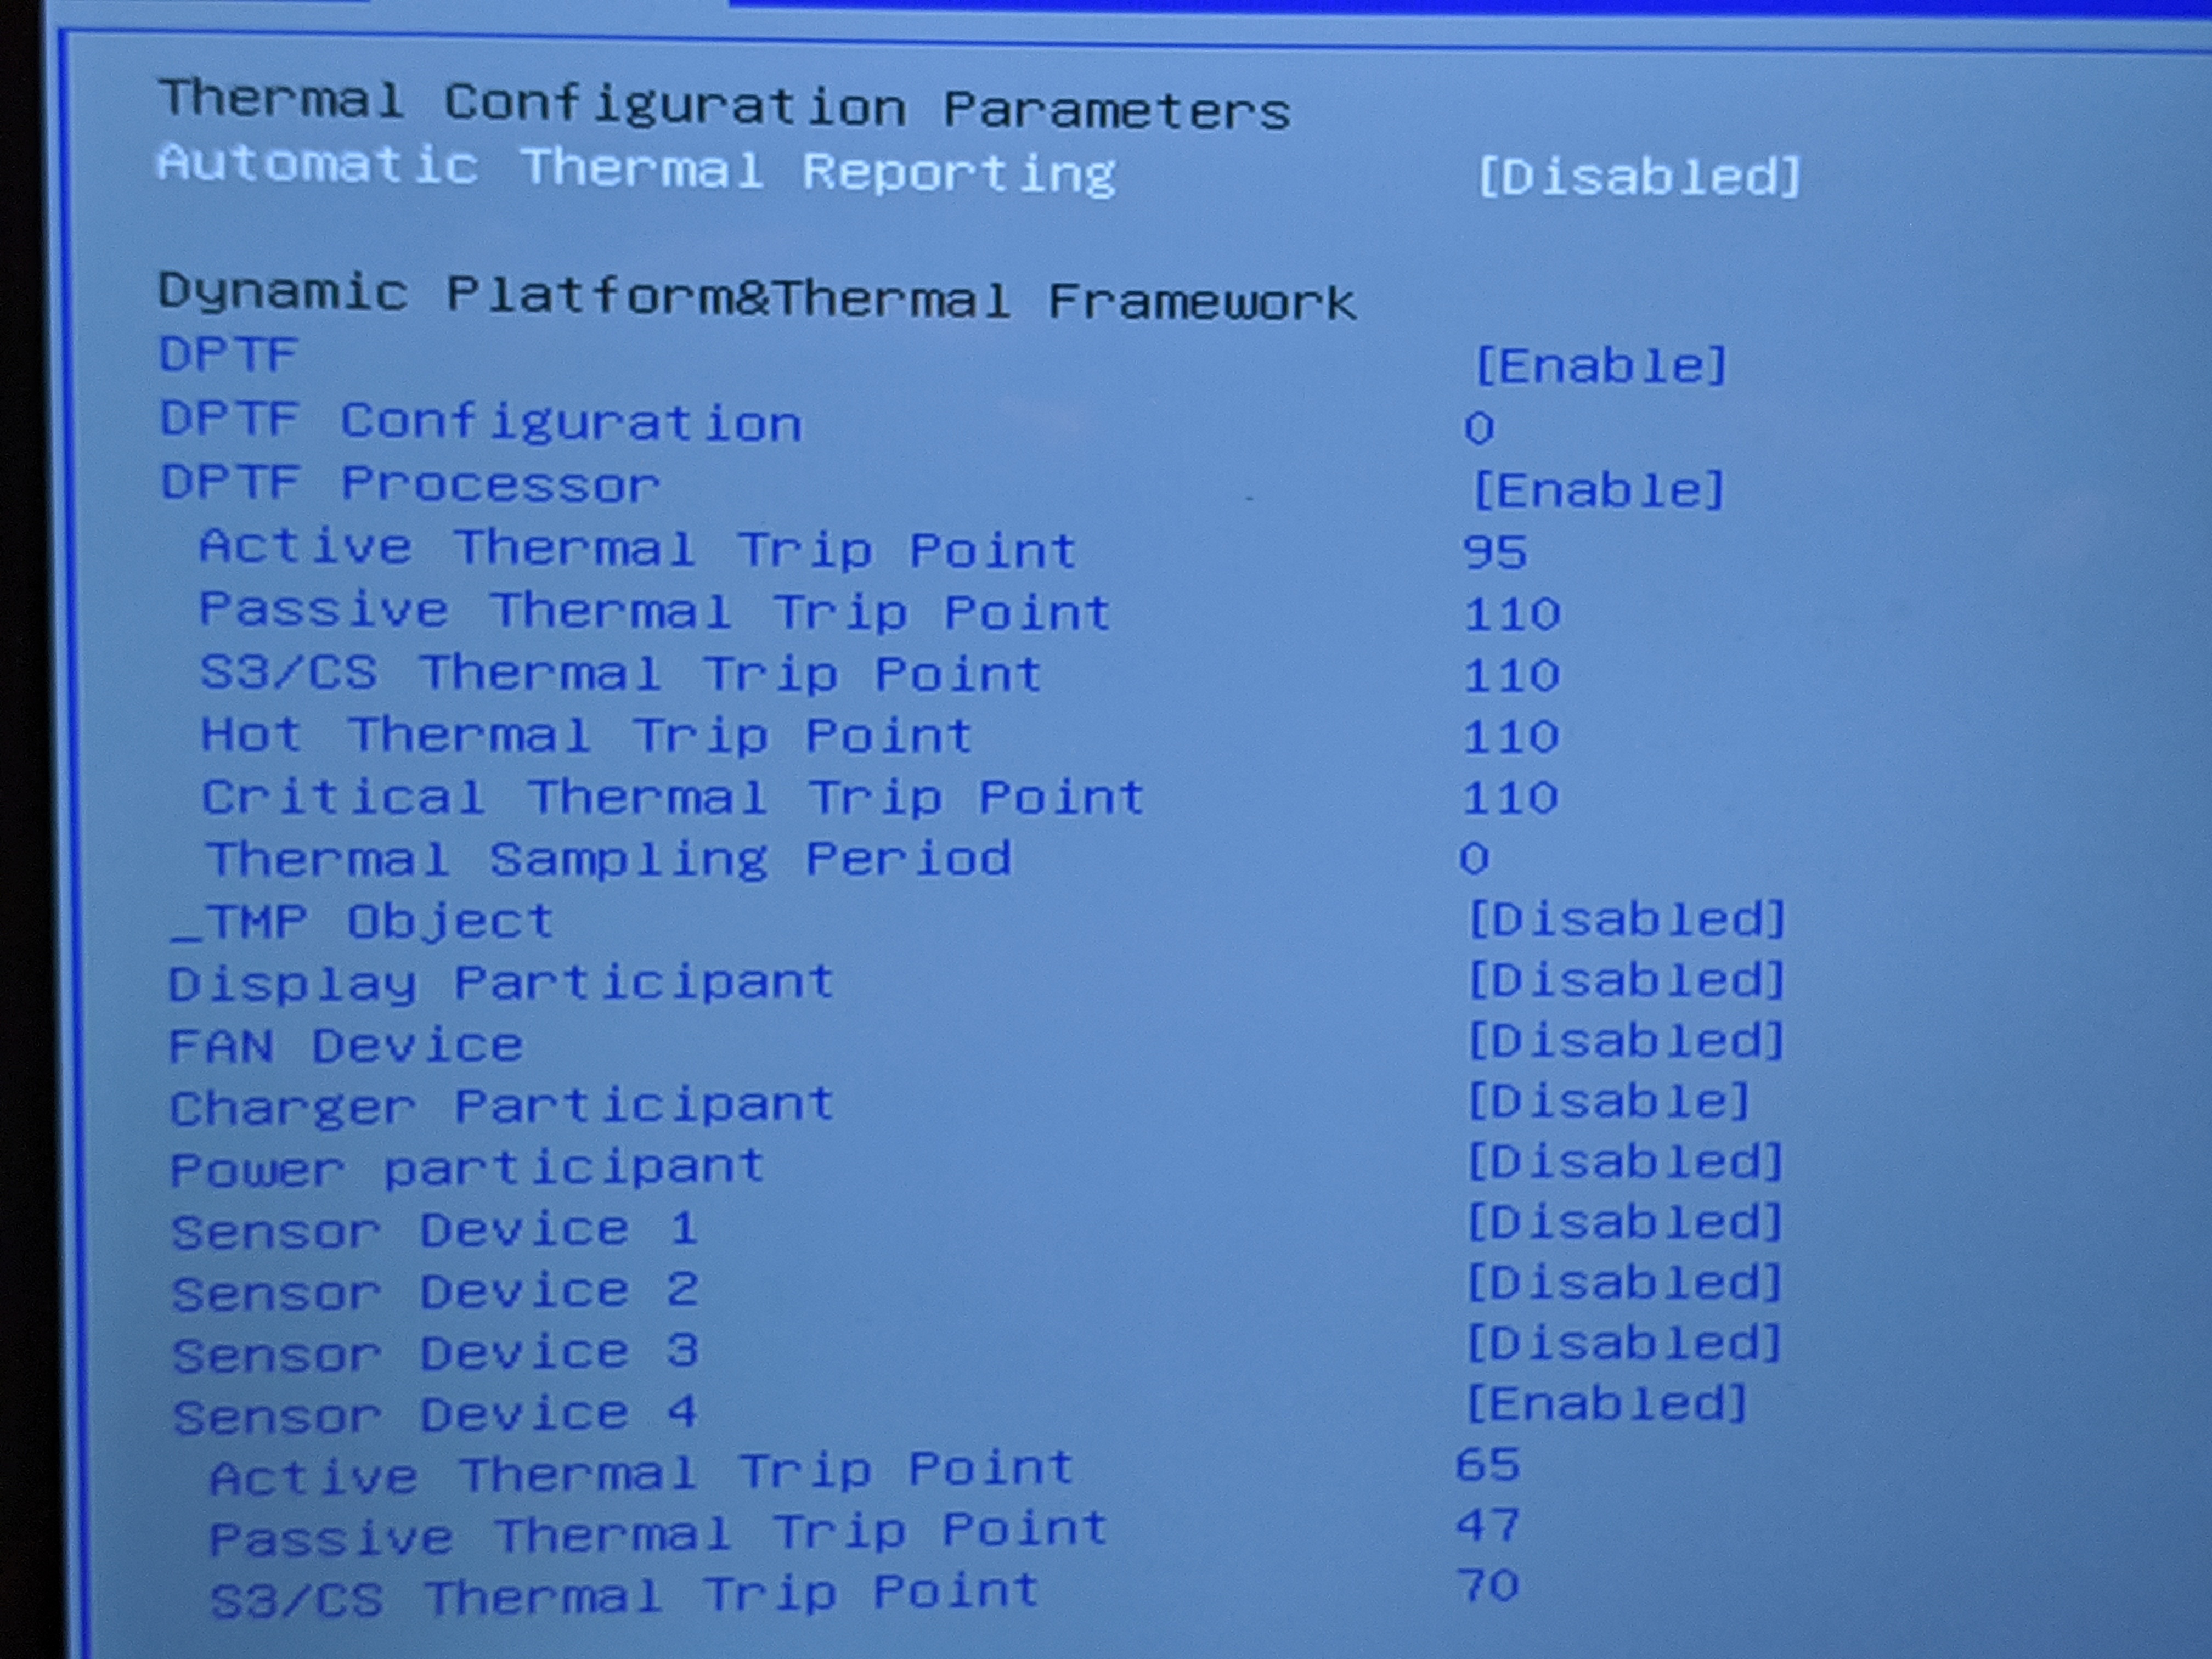 Thermal Configuration Parameters
Automatic Thermal Reporting [Disabled]
Dynamic Platform&Thermal Framework
DPTF [Enable]
DPTF Configuration 0
DPTF Processor [Enable]
Active Thermal Trip Point 95
Passive Thermal Trip Point 110
S3/CS Thermal Trip Point 110
Hot Thermal Trip Point 110
Critical Thermal Trip Point 110
Thermal Sampling Period 0
_TMP Object [Disabled]
Display Participant [Disabled]
FAN Device [Disabled]
Charger Participant [Disable]
Power participant [Disabled]
Sensor Device 1 [Disabled]
Sensor Device 2 [Disabled]
Sensor Device 3 [Disabled]
Sensor Device 4 [Enabled]
Active Thermal Trip Point 65
Passive Thermal Trip Point 47
S3/CS Thermal Trip Point 70